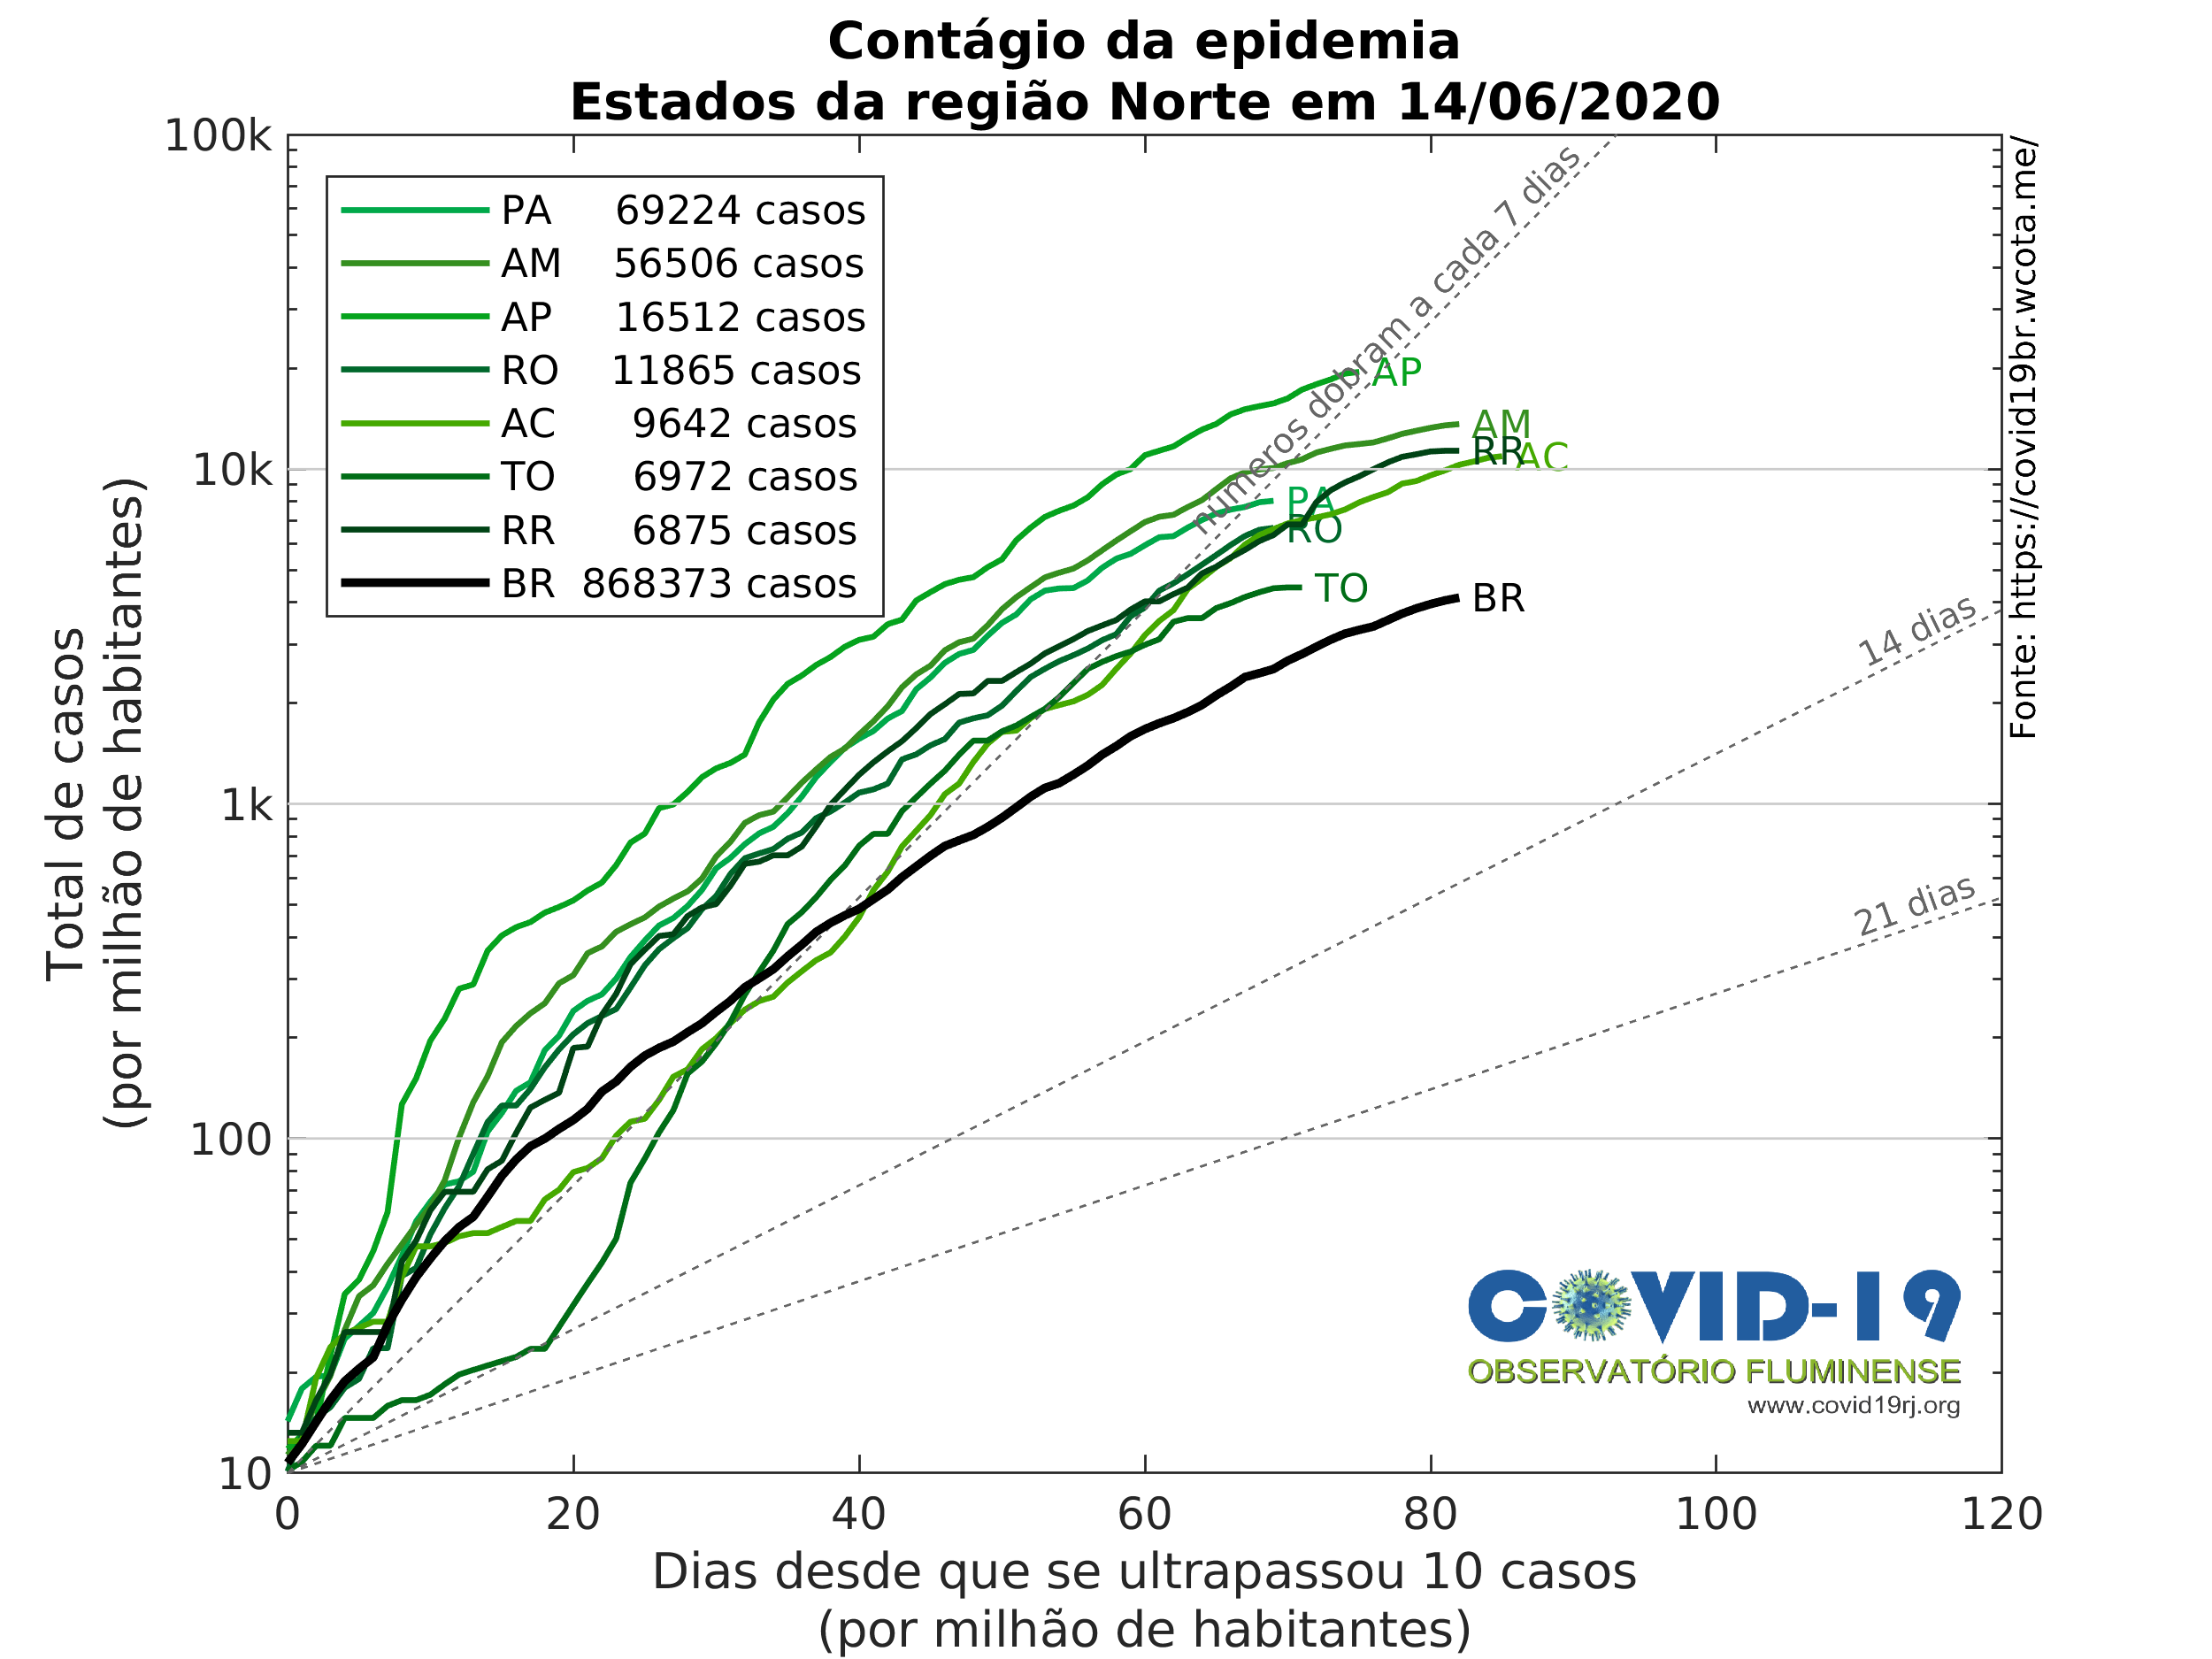 Contágio da epidemia
Estados da região Norte em 14/06/2020
100k
10k
1k
100
10
Total de casos
(por milhão de habitantes)
PA 69224 casos
AM 56506 casos
AP 16512 casos
RO 11865 casos
AC 9642 casos
TO 6972 casos
RR 6875 casos
BR 868373 casos
números dobram a cada 7 dias
14 dias
21 dias
AP
AM
RR
AC
PA
RO
TO
BR
Fonte: https://covid19br.wcota.me/
COVID-19
OBSERVATÓRIO FLUMINENSE
www.covid19rj.org
0 20 40 60 80 100 120
Dias desde que se ultrapassou 10 casos
(por milhão de habitantes)